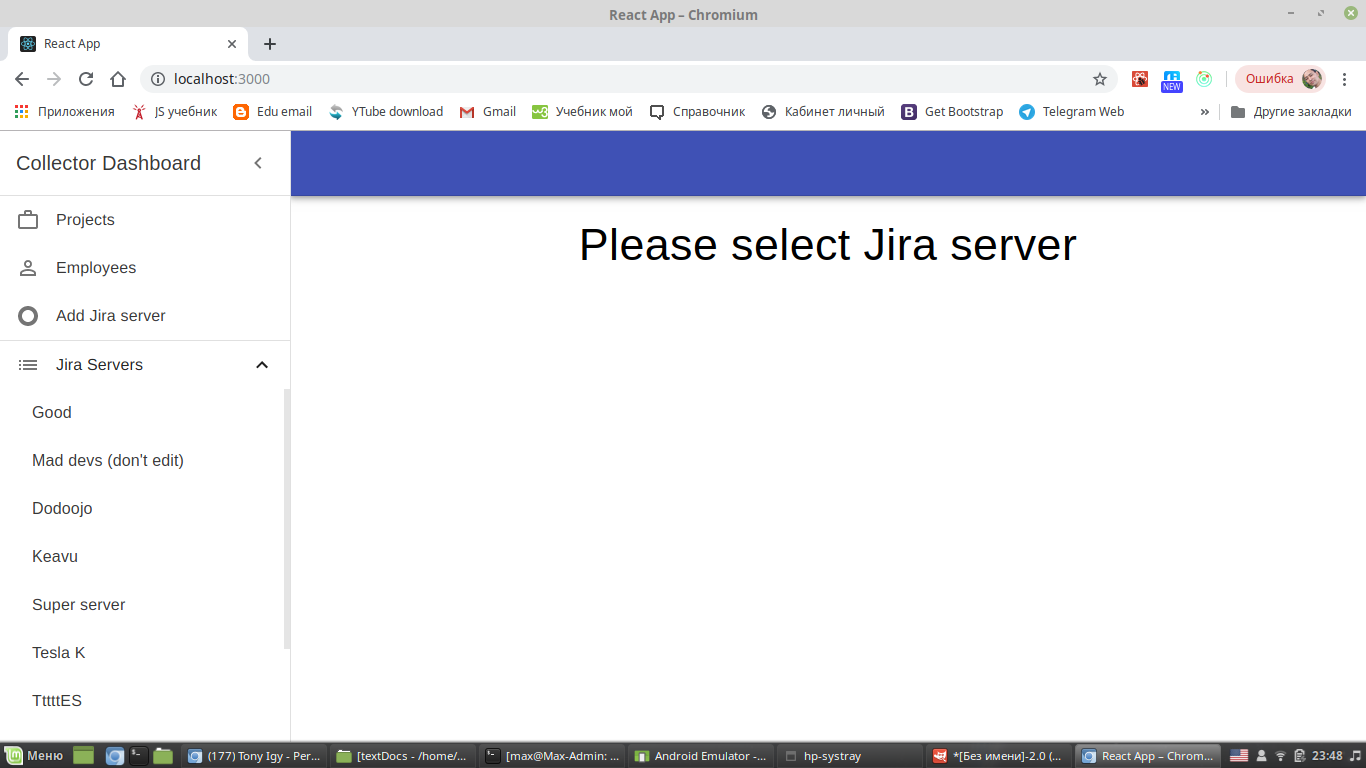 React App – Chromium
React App
localhost:3000
NEW
Ошибка
Приложения JS учебник Edu email YTube download Gmail Учебник мой Справочник Кабинет личный Get Bootstrap Telegram Web » Другие закладки
Collector Dashboard
Projects
Employees
Add Jira server
Jira Servers
Good
Mad devs (don't edit)
Dodoojo
Keavu
Super server
Tesla K
TttttES
Please select Jira server
Меню (177) Tony Igy - Per... [textDocs - /home/... [max@Max-Admin: ... Android Emulator -... hp-systray *[Без имени]-2.0 (... React App – Chrom... 23:48